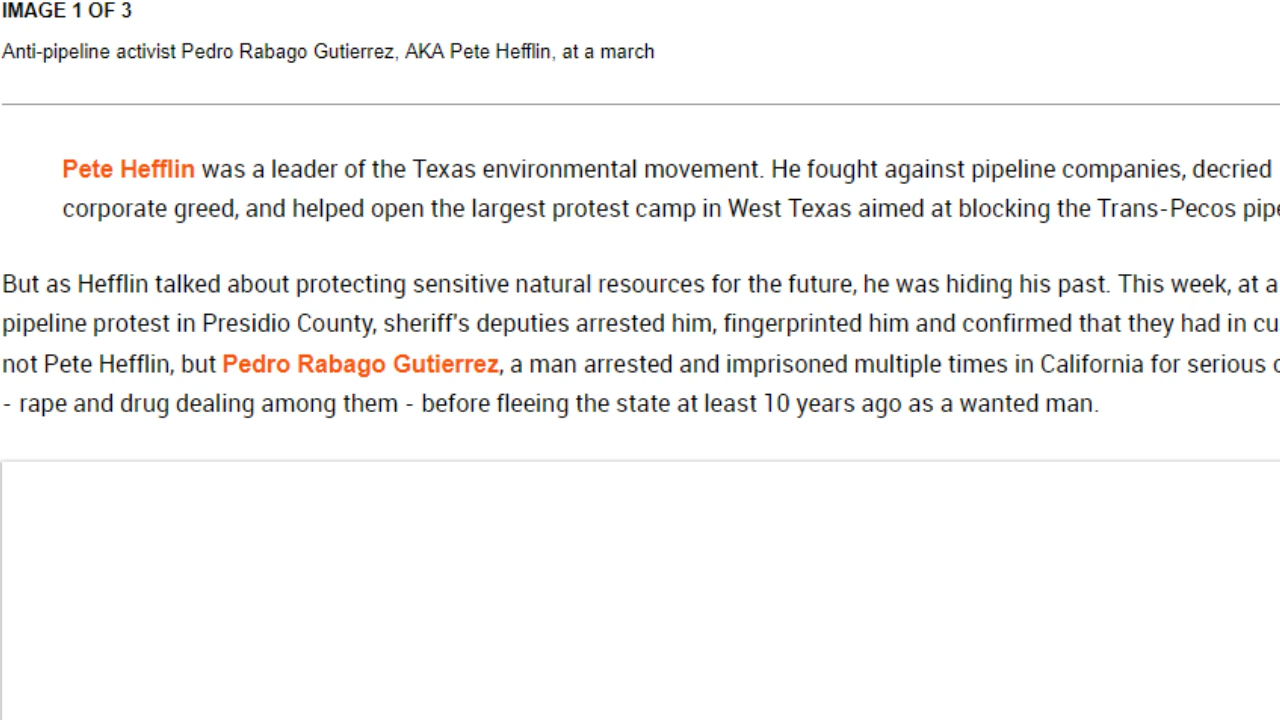 IMAGE 1 OF 3
Anti-pipeline activist Pedro Rabago Gutierrez, AKA Pete Hefflin, at a march
Pete Hefflin was a leader of the Texas environmental movement. He fought against pipeline companies, decried
corporate greed, and helped open the largest protest camp in West Texas aimed at blocking the Trans-Pecos
But as Hefflin talked about protecting sensitive natural resources for the future, he was hiding his past. This week, at a
pipeline protest in Presidio County, sheriff's deputies arrested him, fingerprinted him and confirmed that they had in
not Pete Hefflin, but Pedro Rabago Gutierrez, a man arrested and imprisoned multiple times in California for serious
- rape and drug dealing among them - before fleeing the state at least 10 years ago as a wanted man.